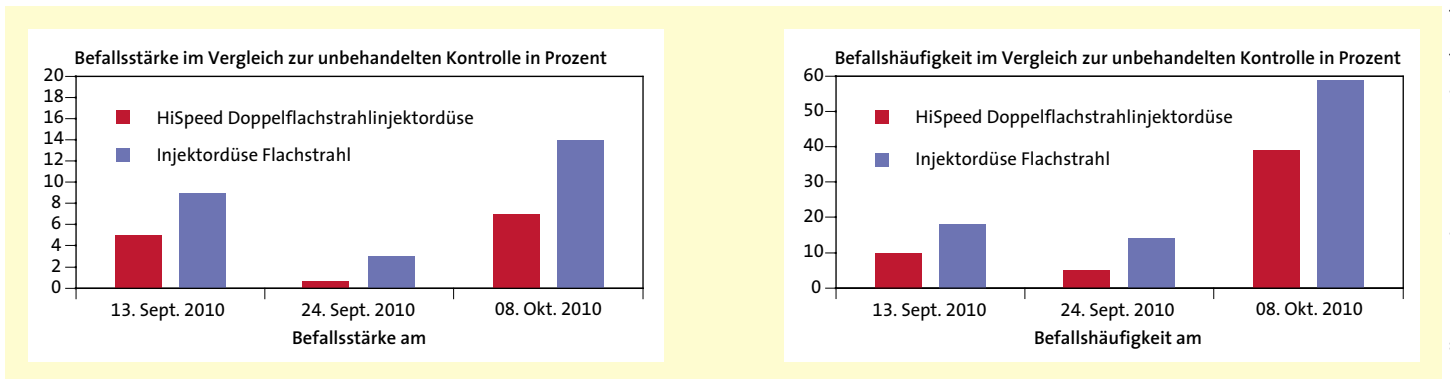 Befallsstärke im Vergleich zur unbehandelten Kontrolle in Prozent
20
18
16
14
12
10
8
6
4
2
0
HiSpeed Doppelflachstrahlinjektordüse
Injektordüse Flachstrahl
13. Sept. 2010
24. Sept. 2010
08. Okt. 2010
Befallsstärke am
Befallshäufigkeit im Vergleich zur unbehandelten Kontrolle in Prozent
60
50
40
30
20
10
0
HiSpeed Doppelflachstrahlinjektordüse
Injektordüse Flachstrahl
13. Sept. 2010
24. Sept. 2010
08. Okt. 2010
Befallshäufigkeit am